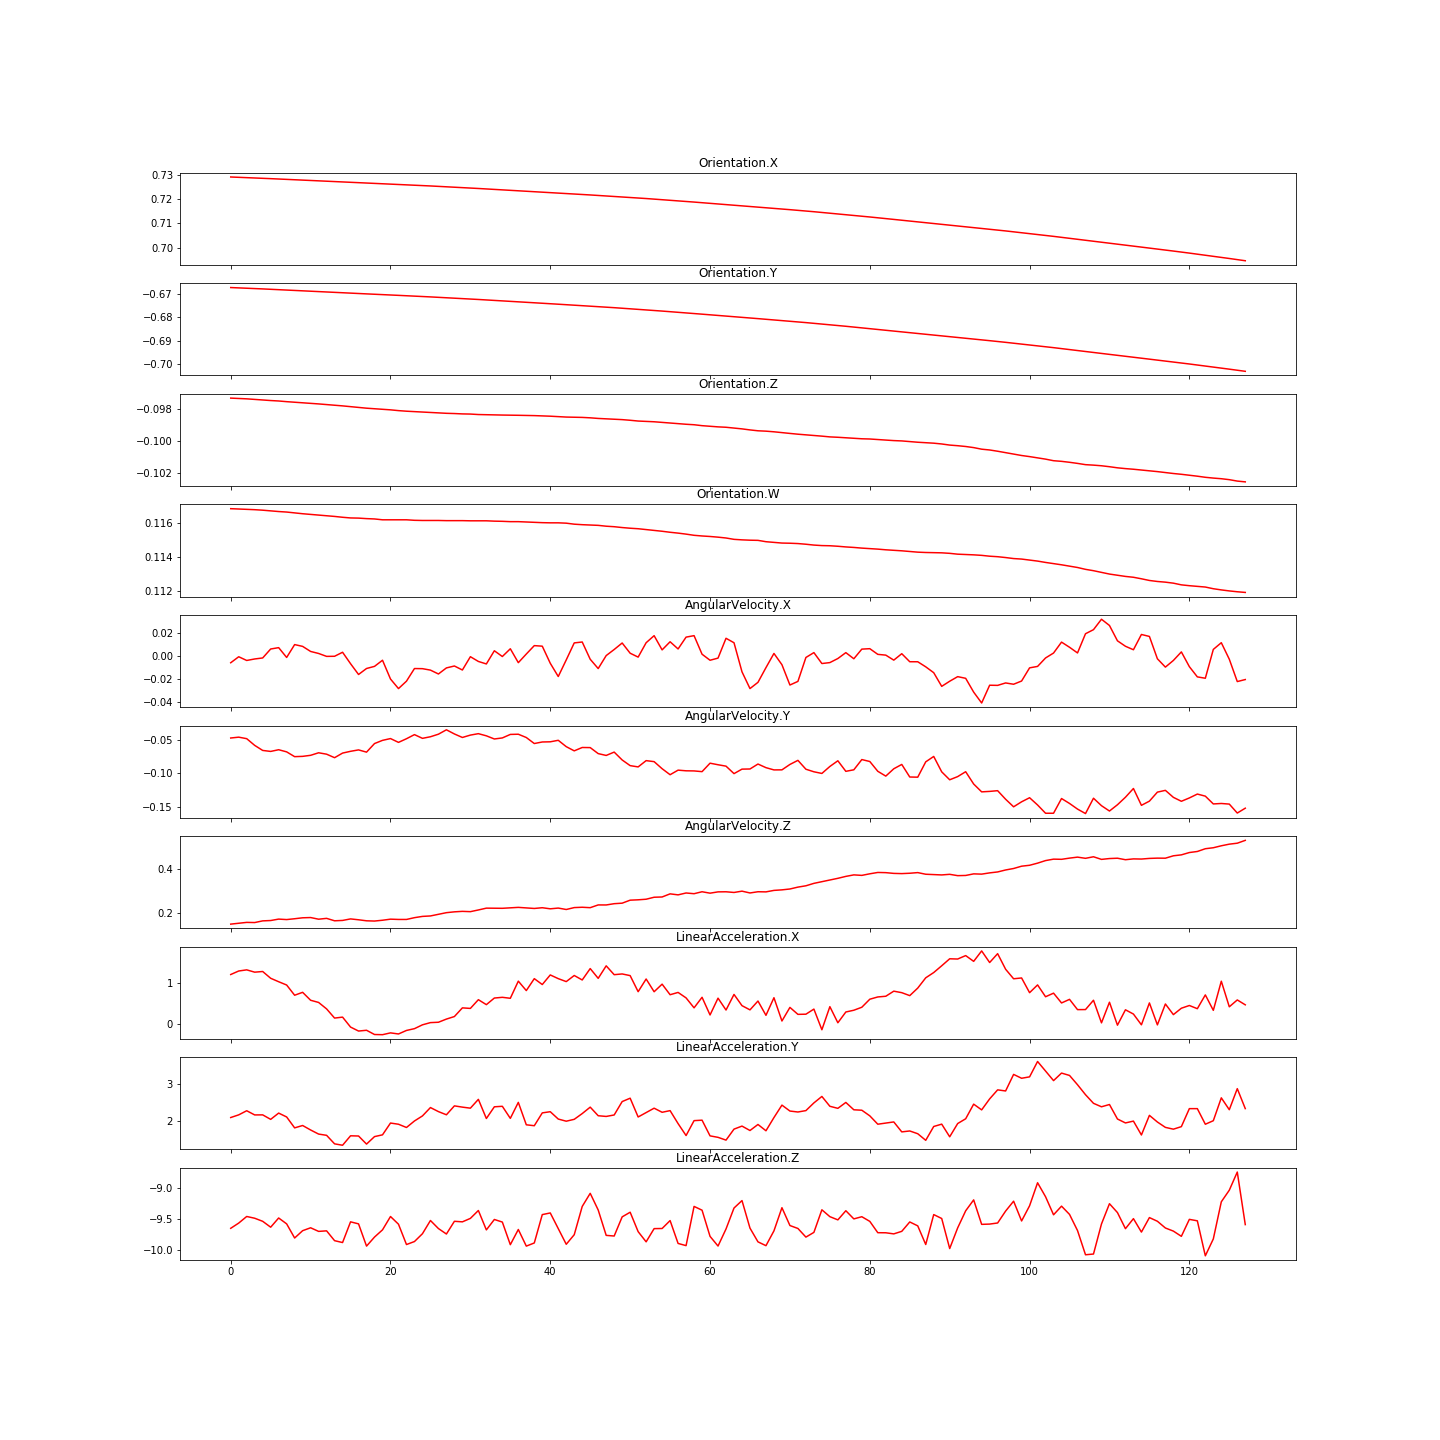 Orientation.X
0.73
0.72
0.71
0.70
Orientation.Y
−0.67
−0.68
−0.69
−0.70
Orientation.Z
−0.098
−0.100
−0.102
Orientation.W
0.116
0.114
0.112
AngularVelocity.X
0.02
0.00
−0.02
−0.04
AngularVelocity.Y
−0.05
−0.10
−0.15
AngularVelocity.Z
0.4
0.2
LinearAcceleration.X
1
0
LinearAcceleration.Y
3
2
LinearAcceleration.Z
−9.0
−9.5
−10.0
0 20 40 60 80 100 120